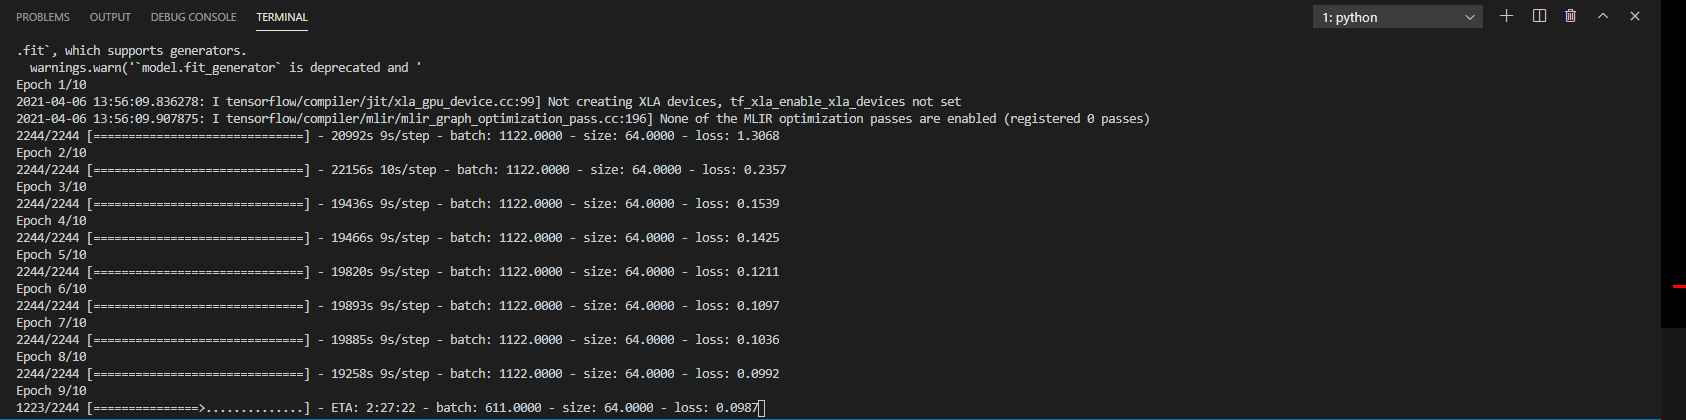 PROBLEMS OUTPUT DEBUG CONSOLE TERMINAL 1: python
.fit`, which supports generators.
warnings.warn('`model.fit_generator` is deprecated and '
Epoch 1/10
2021-04-06 13:56:09.836278: I tensorflow/compiler/jit/xla_gpu_device.cc:99] Not creating XLA devices, tf_xla_enable_xla_devices not set
2021-04-06 13:56:09.907875: I tensorflow/compiler/mlir/mlir_graph_optimization_pass.cc:196] None of the MLIR optimization passes are enabled (registered 0 passes)
2244/2244 [==============================] - 20992s 9s/step - batch: 1122.0000 - size: 64.0000 - loss: 1.3068
Epoch 2/10
2244/2244 [==============================] - 22156s 10s/step - batch: 1122.0000 - size: 64.0000 - loss: 0.2357
Epoch 3/10
2244/2244 [==============================] - 19436s 9s/step - batch: 1122.0000 - size: 64.0000 - loss: 0.1539
Epoch 4/10
2244/2244 [==============================] - 19466s 9s/step - batch: 1122.0000 - size: 64.0000 - loss: 0.1425
Epoch 5/10
2244/2244 [==============================] - 19820s 9s/step - batch: 1122.0000 - size: 64.0000 - loss: 0.1211
Epoch 6/10
2244/2244 [==============================] - 19893s 9s/step - batch: 1122.0000 - size: 64.0000 - loss: 0.1097
Epoch 7/10
2244/2244 [==============================] - 19885s 9s/step - batch: 1122.0000 - size: 64.0000 - loss: 0.1036
Epoch 8/10
2244/2244 [==============================] - 19258s 9s/step - batch: 1122.0000 - size: 64.0000 - loss: 0.0992
Epoch 9/10
1223/2244 [===============>..............] - ETA: 2:27:22 - batch: 611.0000 - size: 64.0000 - loss: 0.0987